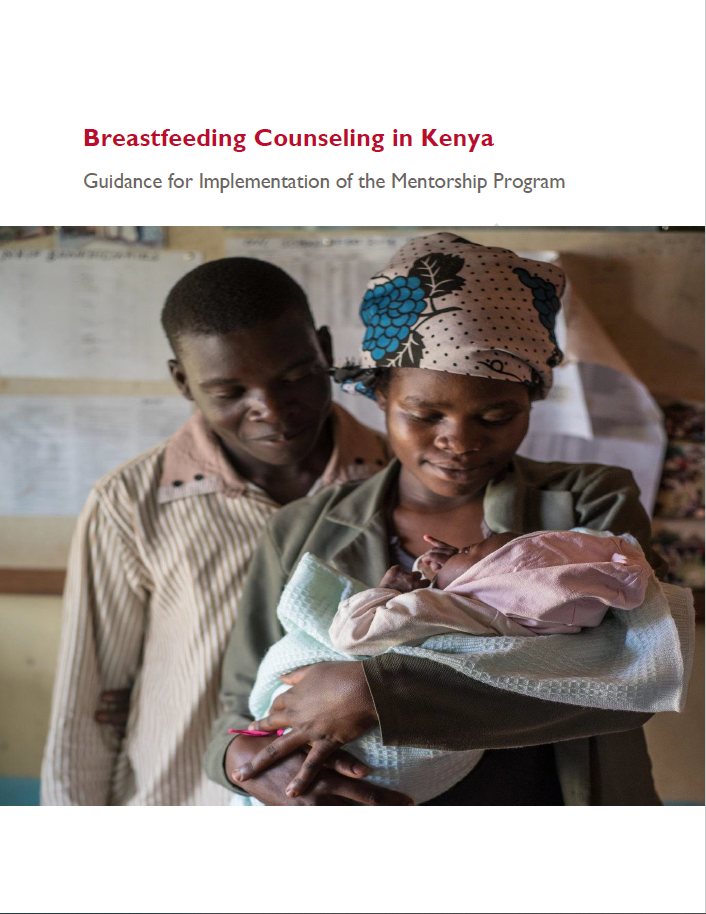 Breastfeeding Counseling in Kenya
Guidance for Implementation of the Mentorship Program